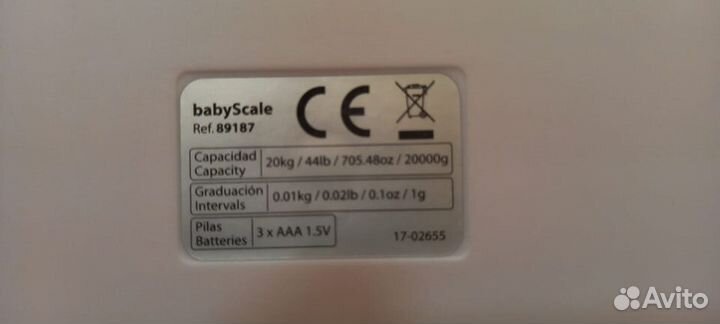 babyScale
Ref. 89187
CE
Capacidad
Capacity
20kg / 44lb / 705.48oz / 20000g
Graduación
Intervals
0.01kg / 0.02lb / 0.1oz / 1g
Pilas
Batteries
3 x AAA 1.5V
17-02655
Avito